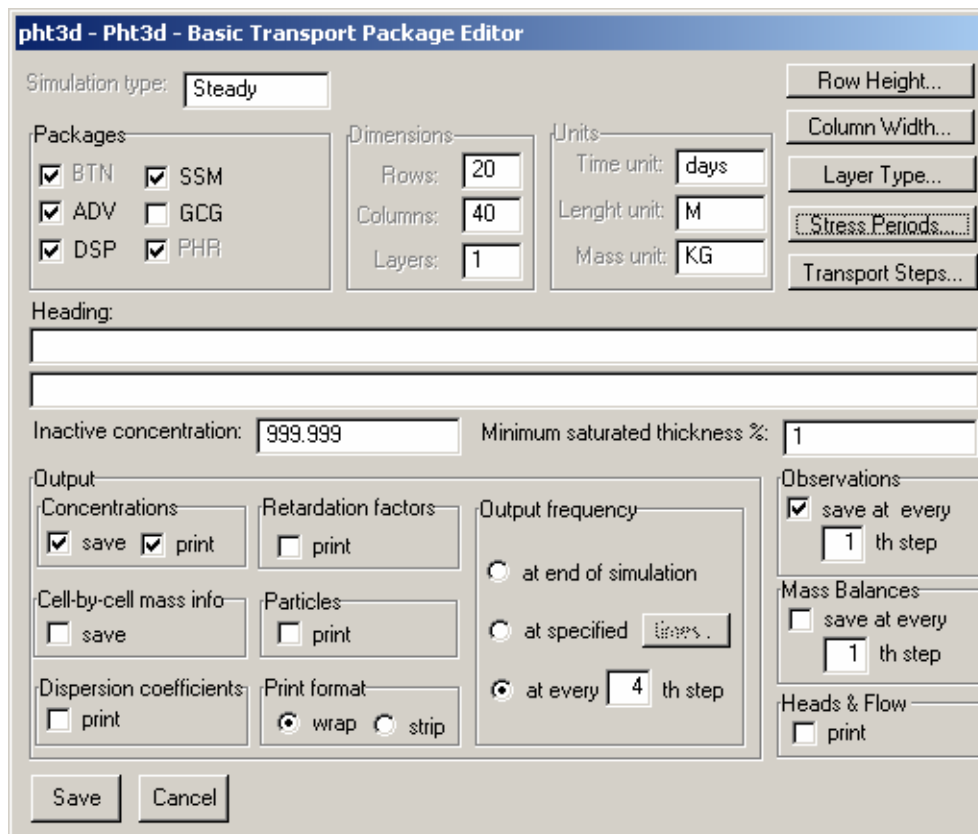 pht3d - Pht3d - Basic Transport Package Editor
Simulation type: Steady
Row Height...
Column Width...
Layer Type...
Stress Periods...
Transport Steps...
Packages
BTN SSM
ADV GCG
DSP PHR
Dimensions
Rows: 20
Columns: 40
Layers: 1
Units
Time unit: days
Lenght unit: M
Mass unit: KG
Heading:
Inactive concentration: 999.999 Minimum saturated thickness %: 1
Output
Concentrations
save print
Retardation factors
print
Cell-by-cell mass info
save
Particles
print
Dispersion coefficients
print
Print format
wrap strip
Output frequency
at end of simulation
at specified times .
at every 4 th step
Observations
save at every
1 th step
Mass Balances
save at every
1 th step
Heads & Flow
print
Save Cancel